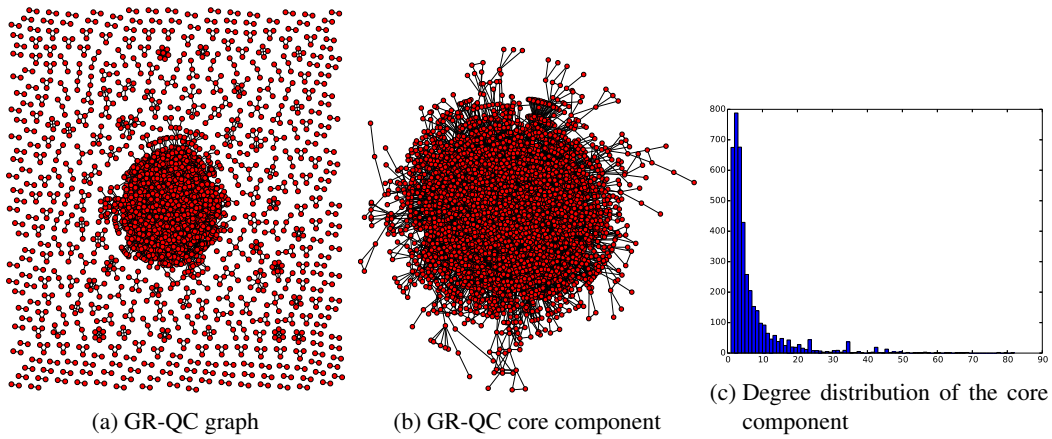 800
700
600
500
400
300
200
100
0
0 10 20 30 40 50 60 70 80 90
(a) GR-QC graph
(b) GR-QC core component
(c) Degree distribution of the core
component